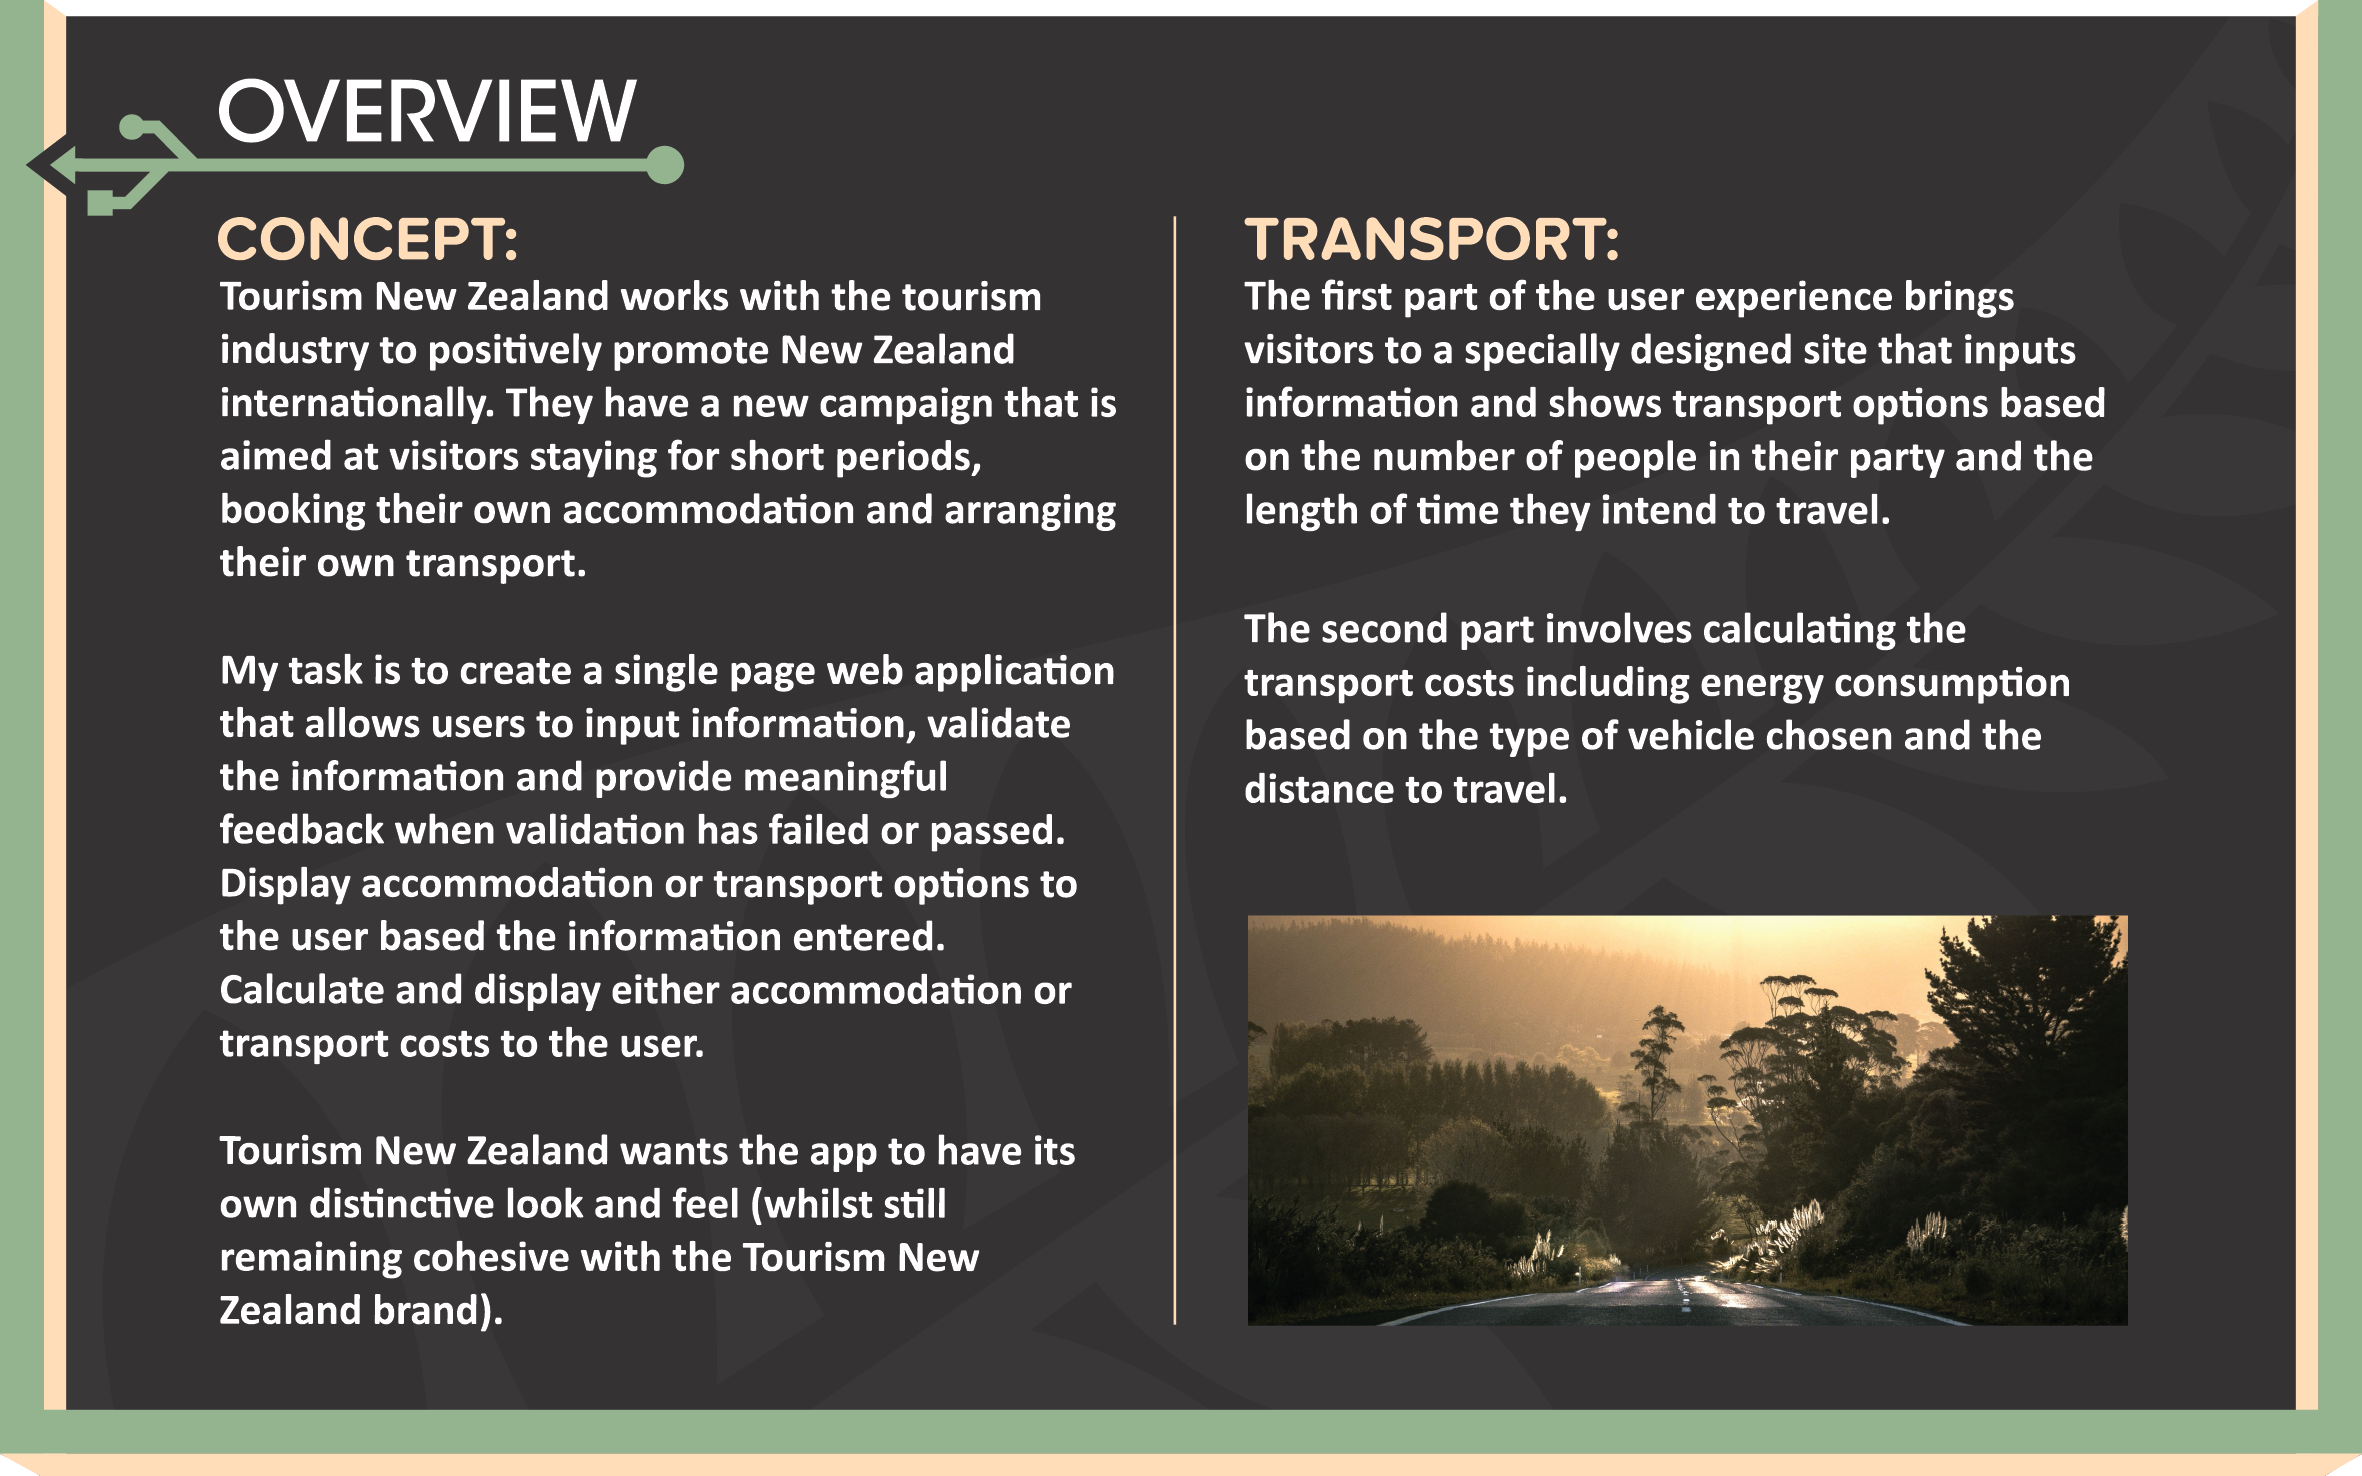 OVERVIEW
CONCEPT:
Tourism New Zealand works with the tourism
industry to positively promote New Zealand
internationally. They have a new campaign that is
aimed at visitors staying for short periods,
booking their own accommodation and arranging
their own transport.
My task is to create a single page web application
that allows users to input information, validate
the information and provide meaningful
feedback when validation has failed or passed.
Display accommodation or transport options to
the user based the information entered.
Calculate and display either accommodation or
transport costs to the user.
Tourism New Zealand wants the app to have its
own distinctive look and feel (whilst still
remaining cohesive with the Tourism New
Zealand brand).
TRANSPORT:
The first part of the user experience brings
visitors to a specially designed site that inputs
information and shows transport options based
on the number of people in their party and the
length of time they intend to travel.
The second part involves calculating the
transport costs including energy consumption
based on the type of vehicle chosen and the
distance to travel.